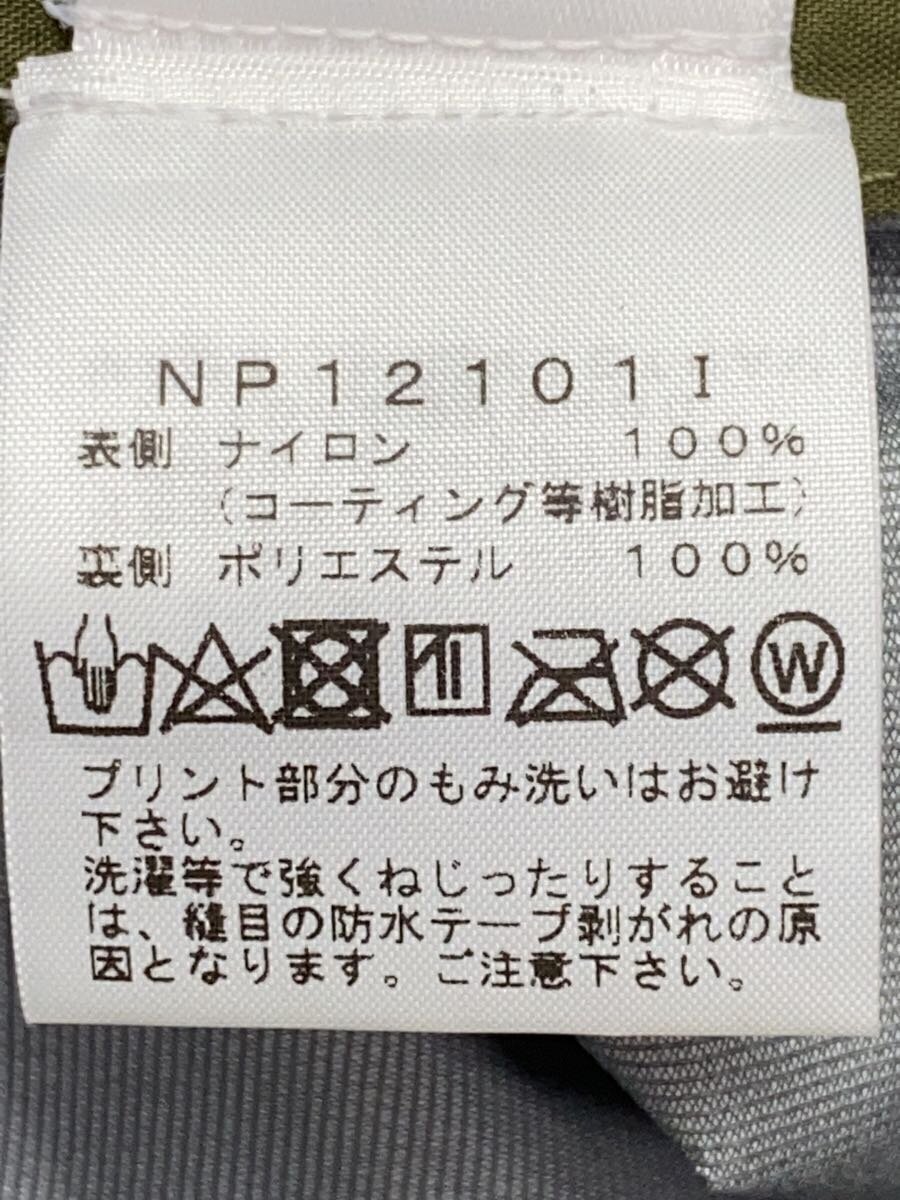 NP12101I
表側 ナイロン 100%
(コーティング等樹脂加工)
裏側 ポリエステル 100%
W
プリント部分のもみ洗いはお避け
下さい。
洗濯等で強くねじったりすること
は、縫目の防水テープ剥がれの原
因となります。ご注意下さい。